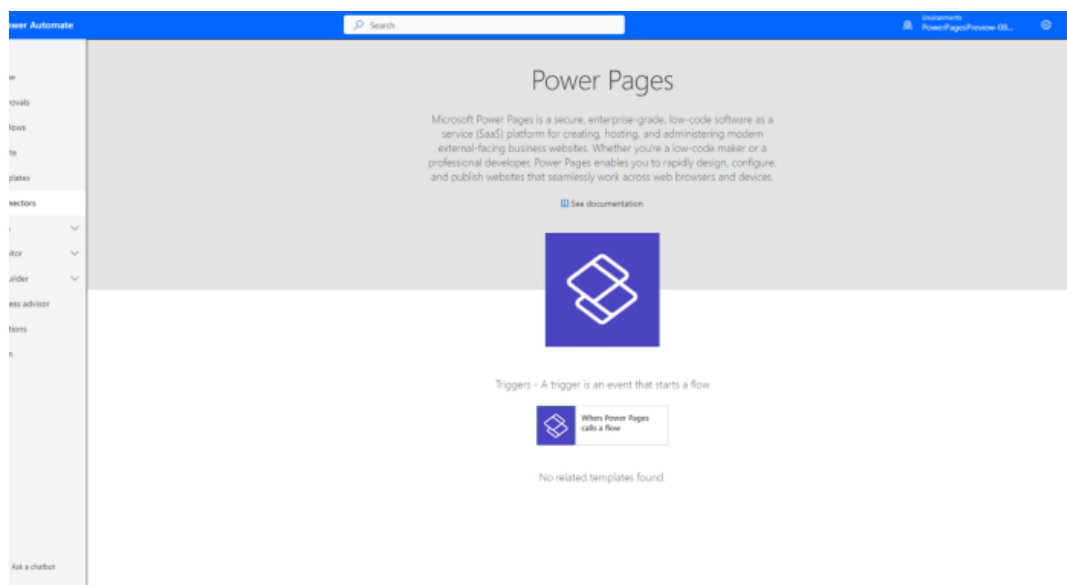 wer Automate
Search
Environments
PowerPagesPreview-08...
rovals
lows
plates
nectors
itor
uilder
ess advisor
tions
Ask a chatbot
Power Pages
Microsoft Power Pages is a secure, enterprise-grade, low-code software as a
service (SaaS) platform for creating, hosting, and administering modern
external-facing business websites. Whether you're a low-code maker or a
professional developer, Power Pages enables you to rapidly design, configure,
and publish websites that seamlessly work across web browsers and devices.
See documentation
Triggers - A trigger is an event that starts a flow
When Power Pages
calls a flow
No related templates found.